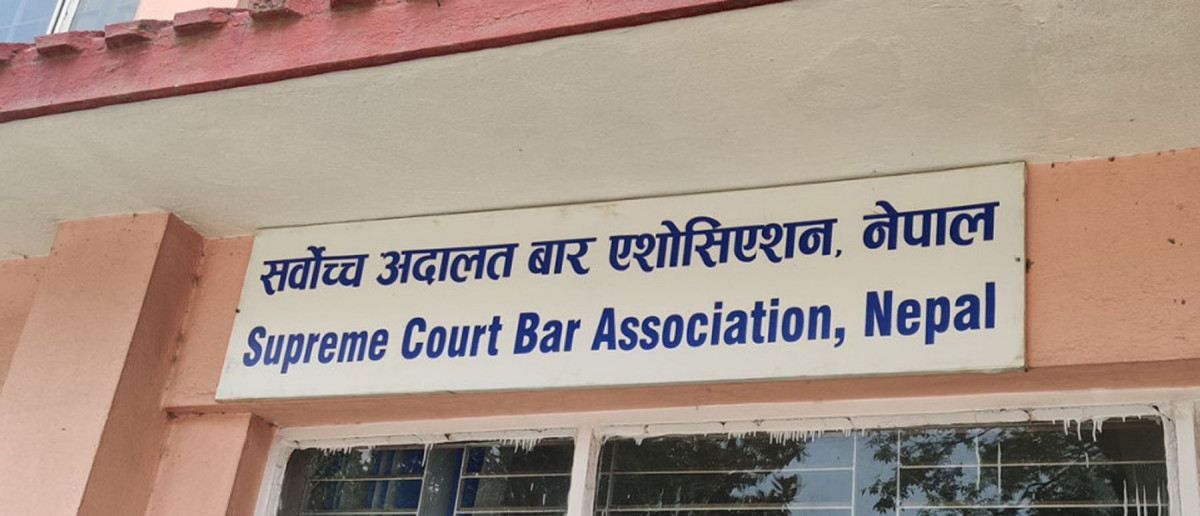 सर्वोच्च अदालत बार एशोसिएशन, नेपाल
Supreme Court Bar Association, Nepal